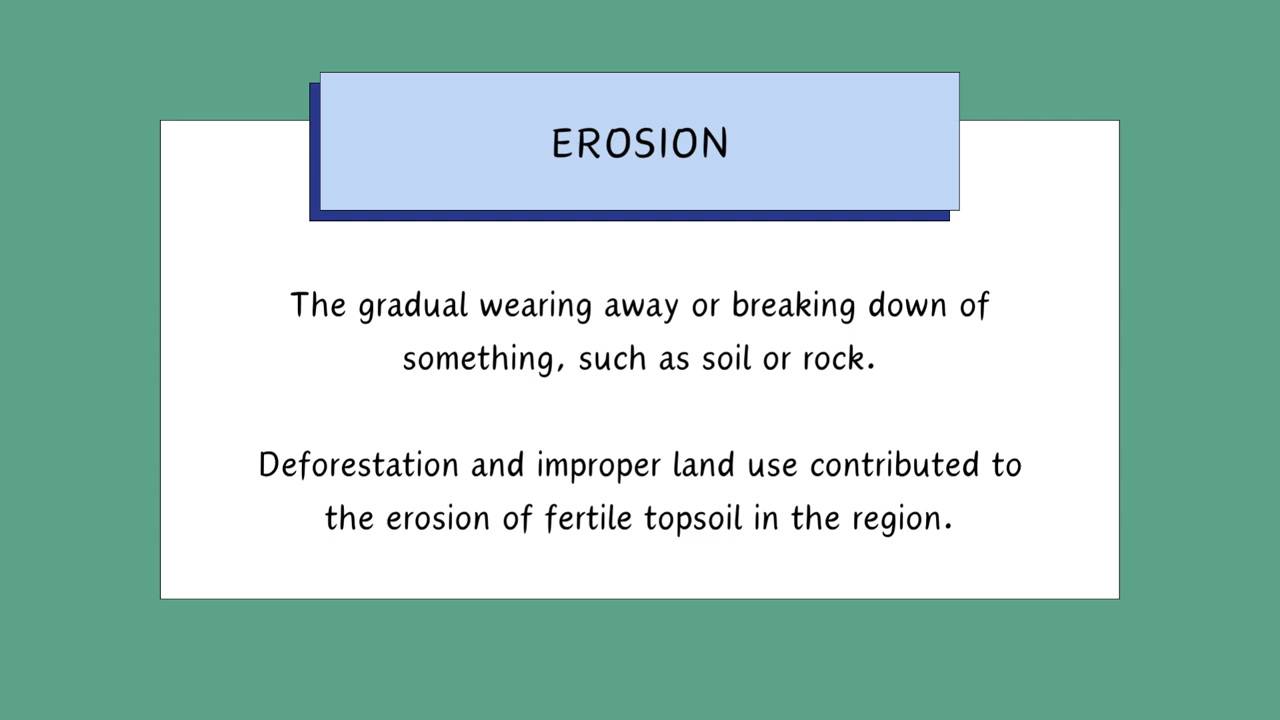 EROSION
The gradual wearing away or breaking down of
something, such as soil or rock.
Deforestation and improper land use contributed to
the erosion of fertile topsoil in the region.